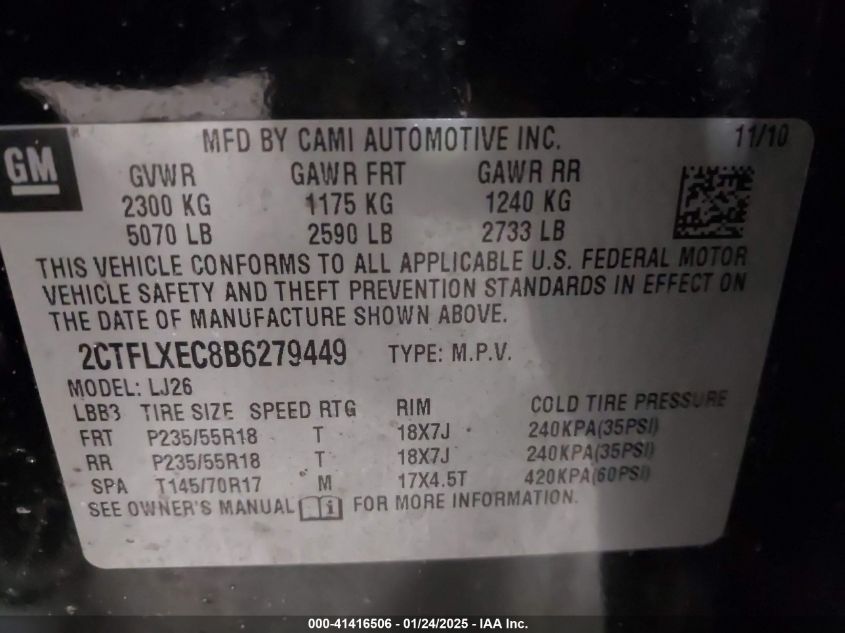 GM
MFD BY CAMI AUTOMOTIVE INC. 11/10
GVWR GAWR FRT GAWR RR
2300 KG 1175 KG 1240 KG
5070 LB 2590 LB 2733 LB
THIS VEHICLE CONFORMS TO ALL APPLICABLE U.S. FEDERAL MOTOR
VEHICLE SAFETY AND THEFT PREVENTION STANDARDS IN EFFECT ON
THE DATE OF MANUFACTURE SHOWN ABOVE.
2CTFLXEC8B6279449 TYPE: M.P.V.
MODEL: LJ26
LBB3 TIRE SIZE SPEED RTG RIM COLD TIRE PRESSURE
FRT P235/55R18 T 18X7J 240KPA(35PSI)
RR P235/55R18 T 18X7J 240KPA(35PSI)
SPA T145/70R17 M 17X4.5T 420KPA(60PSI)
SEE OWNER'S MANUAL FOR MORE INFORMATION.
000-41416506 - 01/24/2025 - IAA Inc.